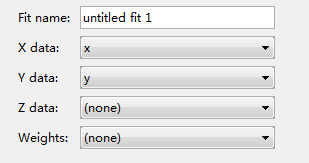 Fit name: untitled fit 1
X data: x
Y data: y
Z data: (none)
Weights: (none)